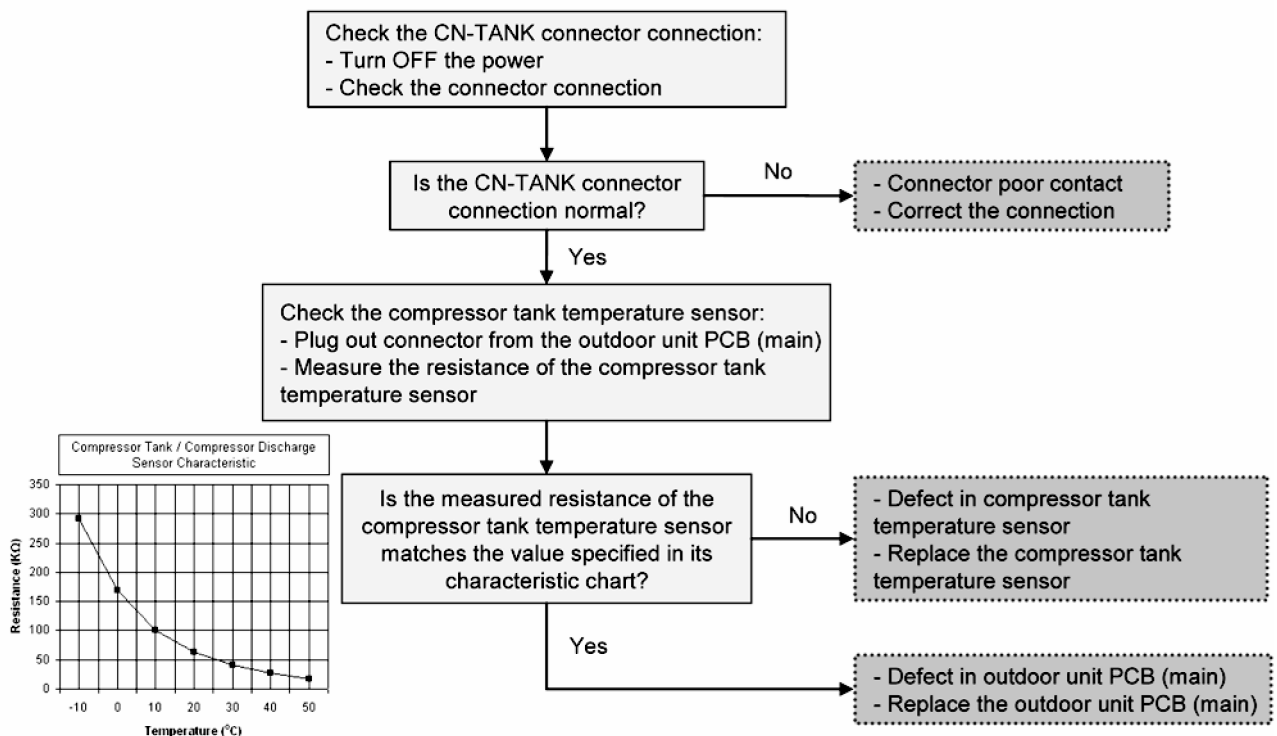 Check the CN-TANK connector connection:
- Turn OFF the power
- Check the connector connection
Is the CN-TANK connector
connection normal?
No
- Connector poor contact
- Correct the connection
Yes
Check the compressor tank temperature sensor:
- Plug out connector from the outdoor unit PCB (main)
- Measure the resistance of the compressor tank
temperature sensor
Compressor Tank / Compressor Discharge
Sensor Characteristic
Resistance (KΩ)
350
300
250
200
150
100
50
0
-10 0 10 20 30 40 50
Temperature (°C)
Is the measured resistance of the
compressor tank temperature sensor
matches the value specified in its
characteristic chart?
No
- Defect in compressor tank
temperature sensor
- Replace the compressor tank
temperature sensor
Yes
- Defect in outdoor unit PCB (main)
- Replace the outdoor unit PCB (main)